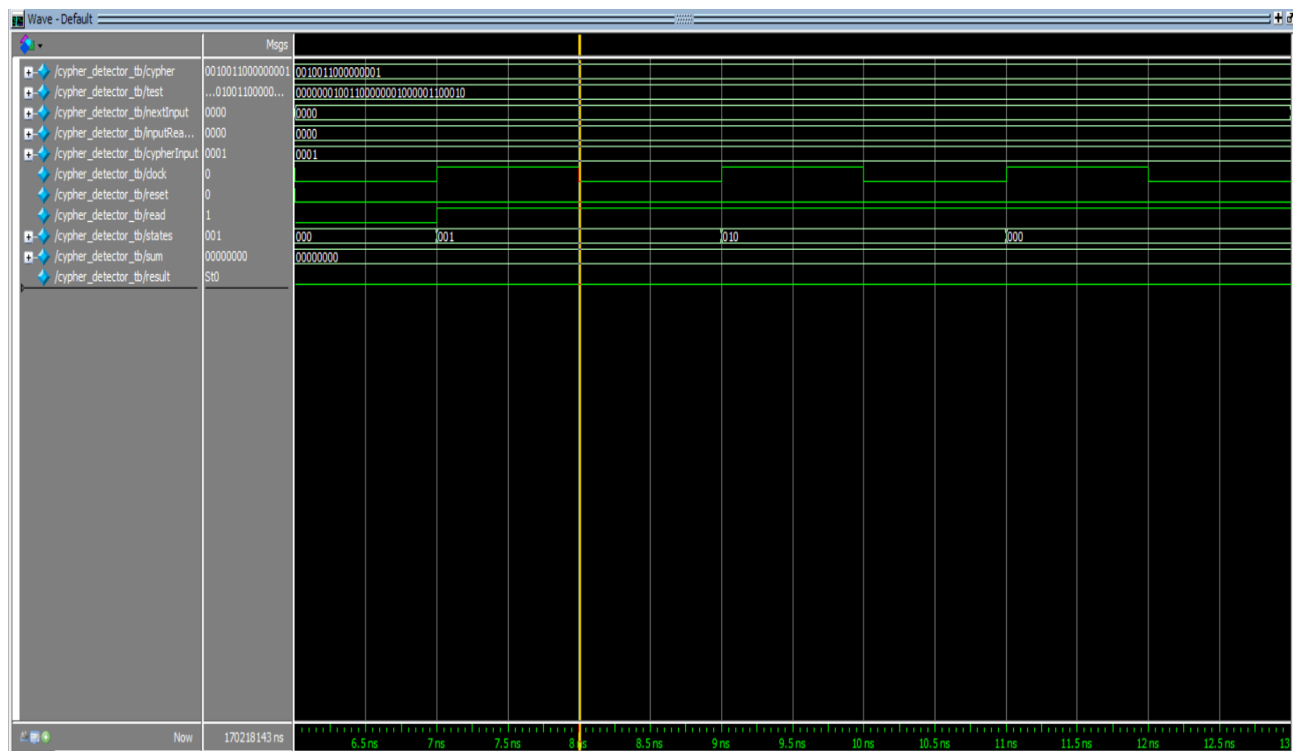 Wave - Default
Msgs
/cypher_detector_tb/cypher 0010011000000001 0010011000000001
/cypher_detector_tb/test ...01001100000... 00000001001100000001000001100010
/cypher_detector_tb/nextInput 0000 0000
/cypher_detector_tb/inputRea... 0000 0000
/cypher_detector_tb/cypherInput 0001 0001
/cypher_detector_tb/clock 0
/cypher_detector_tb/reset 0
/cypher_detector_tb/read 1
/cypher_detector_tb/states 001 000 001 010 000
/cypher_detector_tb/sum 00000000 00000000
/cypher_detector_tb/result St0
Now 170218143 ns 6.5 ns 7 ns 7.5 ns 8 ns 8.5 ns 9 ns 9.5 ns 10 ns 10.5 ns 11 ns 11.5 ns 12 ns 12.5 ns 13